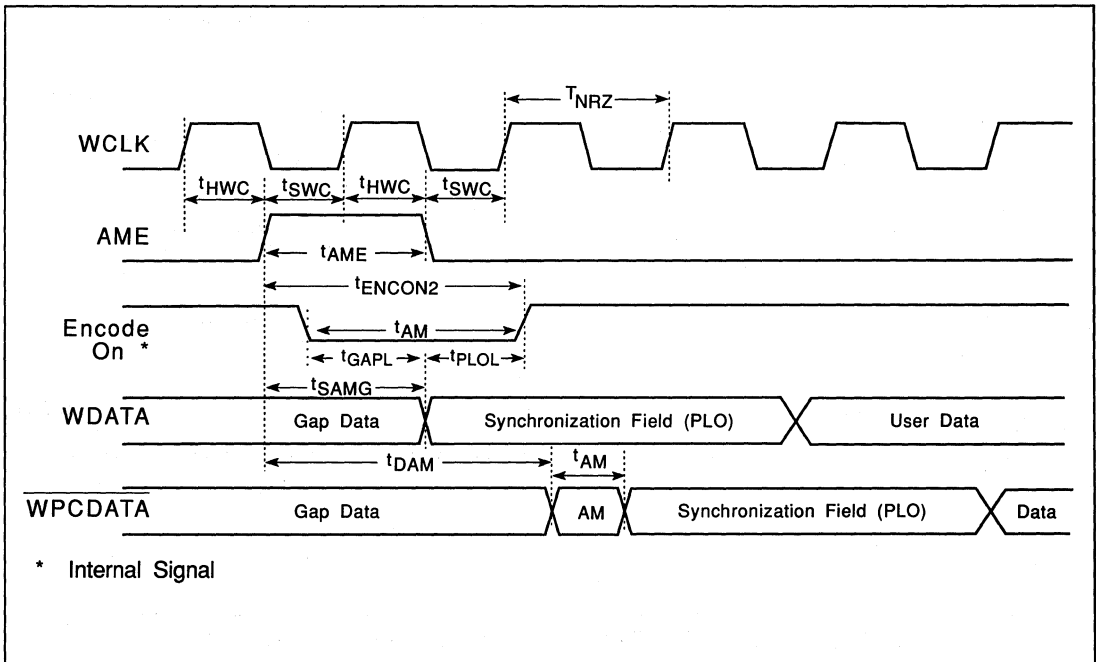 TNRZ
WCLK
tHWC tSWC tHWC tSWC
AME
tAME
tENCON2
Encode On *
tAM
tGAPL tPLOL
tSAMG
WDATA Gap Data Synchronization Field (PLO) User Data
tDAM tAM
WPCDATA Gap Data AM Synchronization Field (PLO) Data
* Internal Signal